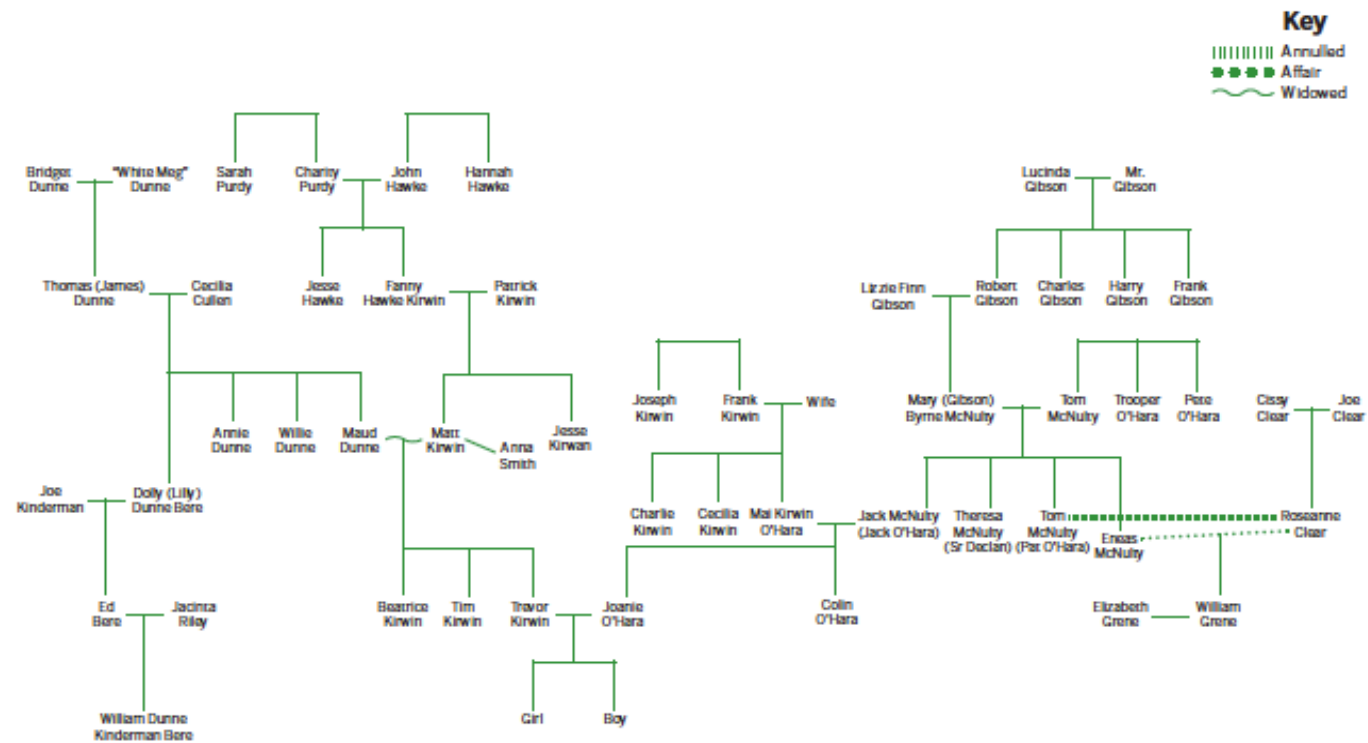 Key
Annulled
Affair
Widowed
Bridget
Dunne
"White Meg"
Dunne
Sarah
Purdy
Charity
Purdy
John
Hawke
Hannah
Hawke
Lucinda
Gibson
Mr.
Gibson
Thomas (James)
Dunne
Cecilia
Cullen
Jesse
Hawke
Fanny
Hawke Kirwin
Patrick
Kirwin
Lizzie Finn
Gibson
Robert
Gibson
Charles
Gibson
Harry
Gibson
Frank
Gibson
Annie
Dunne
Willie
Dunne
Maud
Dunne
Matt
Kirwin
Anna
Smith
Jesse
Kirwan
Joseph
Kirwin
Frank
Kirwin
Wife
Mary (Gibson)
Byrne McNulty
Tom
McNulty
Trooper
O'Hara
Pete
O'Hara
Cissy
Clear
Joe
Clear
Joe
Kinderman
Dolly (Lilly)
Dunne Bere
Charlie
Kirwin
Cecilia
Kirwin
Mai Kirwin
O'Hara
Jack McNulty
(Jack O'Hara)
Theresa
McNulty
(Sr Declan)
Tom
McNulty
(Pat O'Hara)
Eneas
McNulty
Roseanne
Clear
Ed
Bere
Jacinta
Riley
Beatrice
Kirwin
Tim
Kirwin
Trevor
Kirwin
Joanie
O'Hara
Colin
O'Hara
Elizabeth
Grene
William
Grene
William Dunne
Kinderman Bere
Girl
Boy